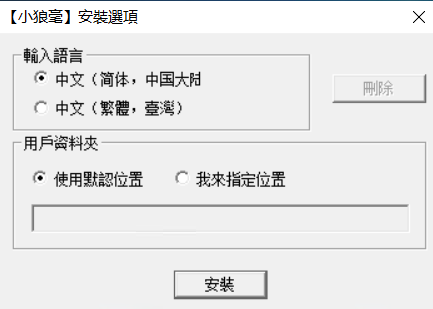 【小狼毫】安裝選項
輸入語言
中文（简体，中国大陆
刪除
中文（繁體，臺灣）
用戶資料夾
使用默認位置 我來指定位置
安裝